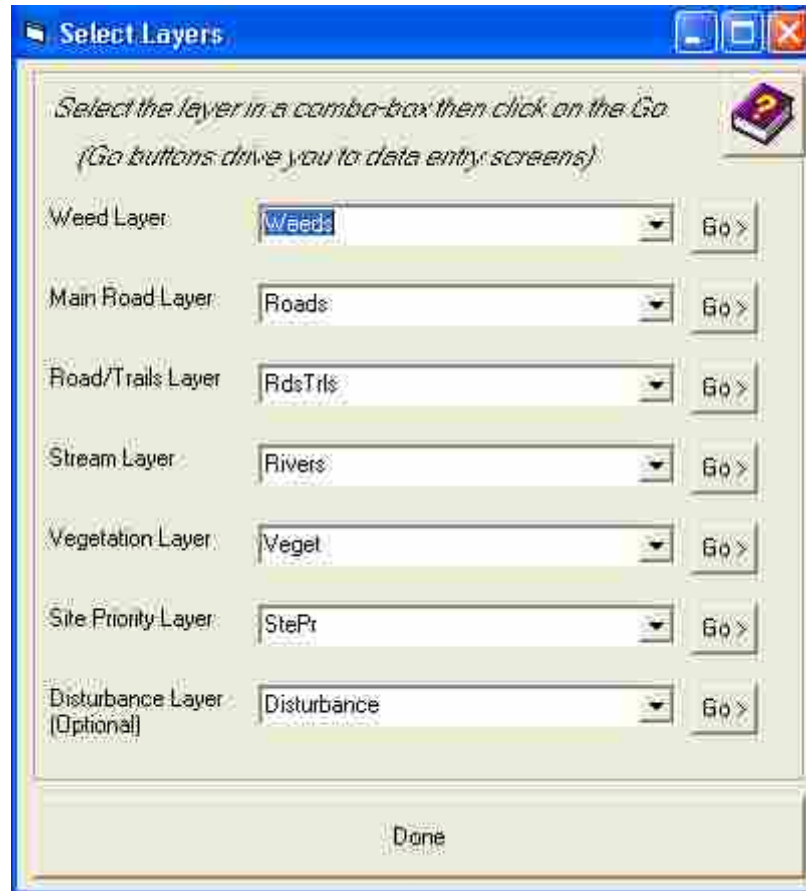 Select Layers
Select the layer in a combo-box then click on the Go
(Go buttons drive you to data entry screens)
?
Weed Layer Weeds Go >
Main Road Layer Roads Go >
Road/Trails Layer RdsTrls Go >
Stream Layer Rivers Go >
Vegetation Layer Veget Go >
Site Priority Layer StePr Go >
Disturbance Layer Disturbance Go >
(Optional)
Done